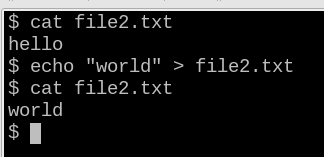 $ cat file2.txt
hello
$ echo "world" > file2.txt
$ cat file2.txt
world
$